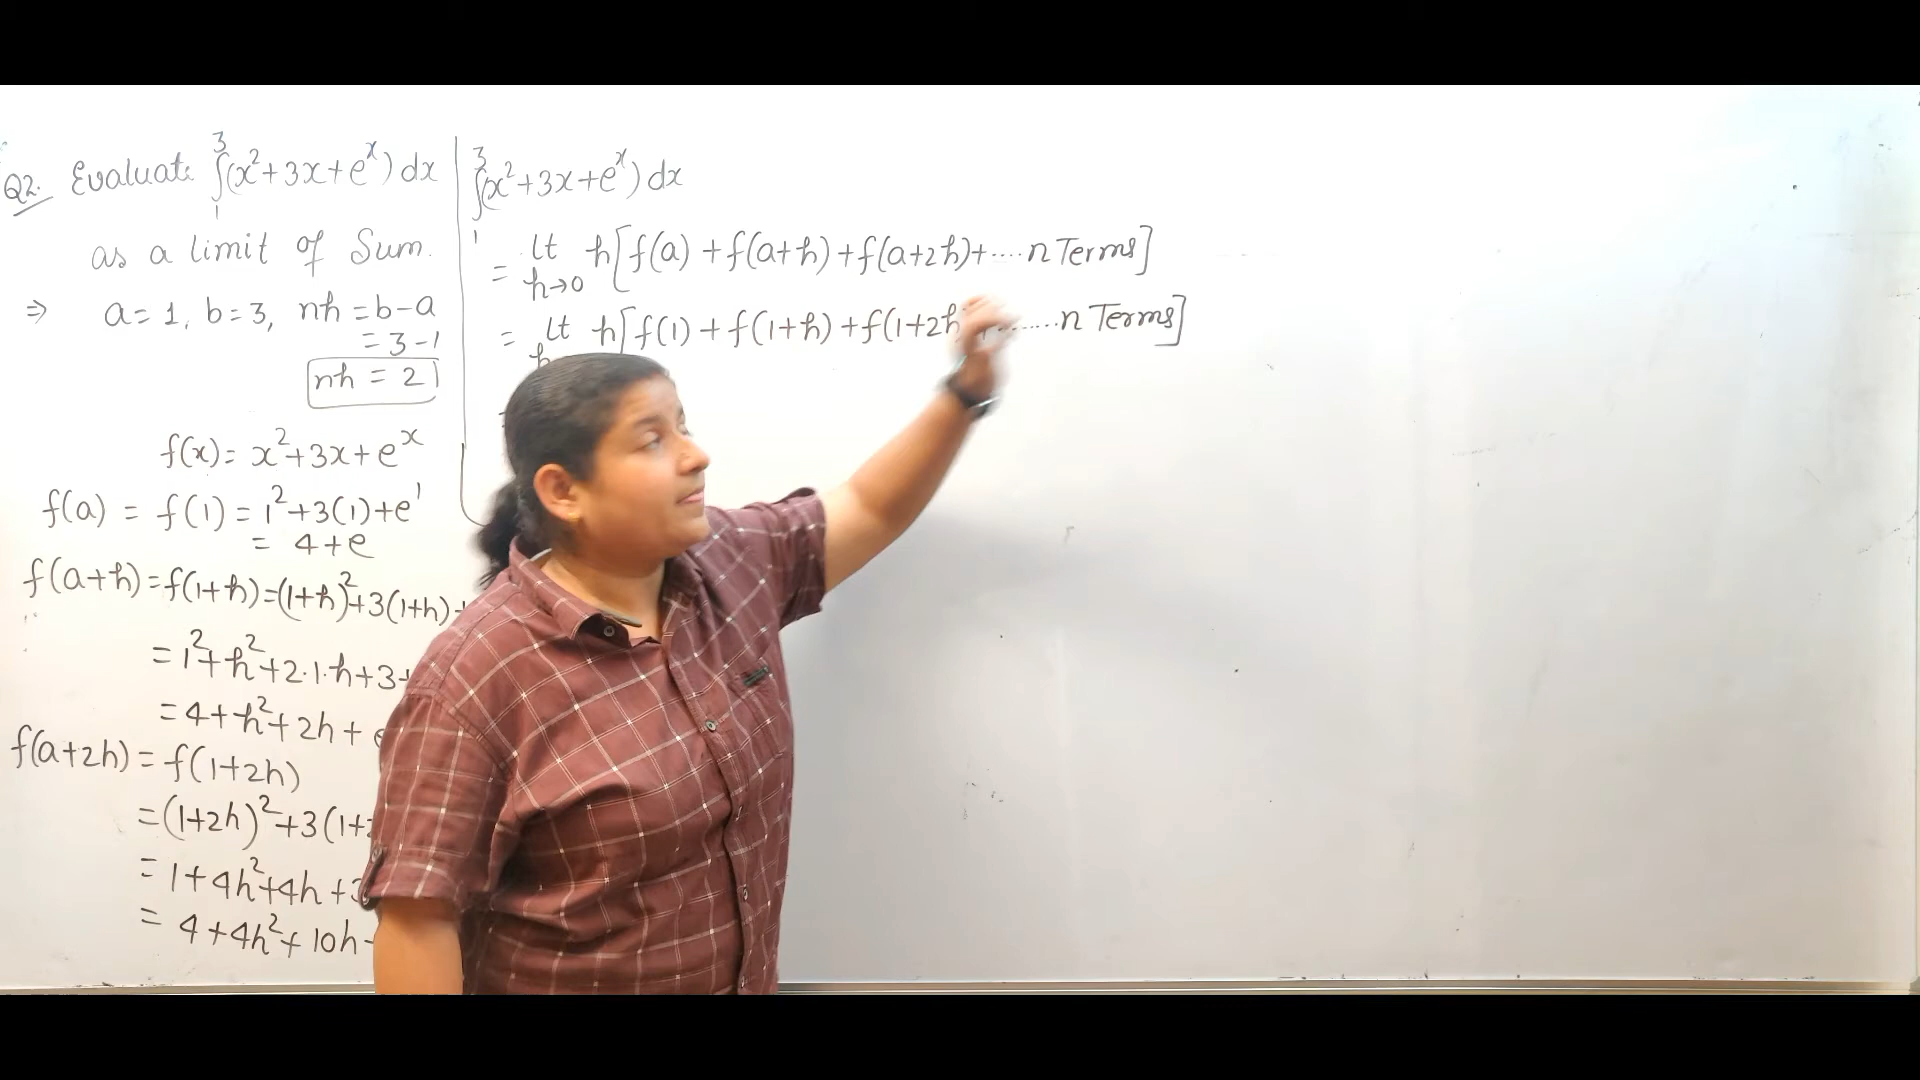 Q2. Evaluate ∫₁³(x²+3x+eˣ) dx
as a limit of Sum.
⇒ a=1, b=3, nh=b-a
=3-1
nh = 2
f(x)= x²+3x+eˣ
f(a) = f(1) = 1²+3(1)+e¹
= 4+e
f(a+h)=f(1+h)=(1+h)²+3(1+h)+
=1²+h²+2·1·h+3+
=4+h²+2h+e
f(a+2h)=f(1+2h)
=(1+2h)²+3(1+2
=1+4h²+4h+3
= 4+4h²+10h+
∫₁³(x²+3x+eˣ) dx
= lt h→0 h[f(a)+f(a+h)+f(a+2h)+....n Terms]
= lt h h[f(1)+f(1+h)+f(1+2h)+.......n Terms]